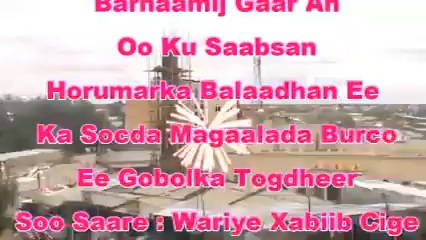 Barnaamij Gaar Ah
Oo Ku Saabsan
Horumarka Balaadhan Ee
Ka Socda Magaalada Burco
Ee Gobolka Togdheer
Soo Saare : Wariye Xabiib Cige